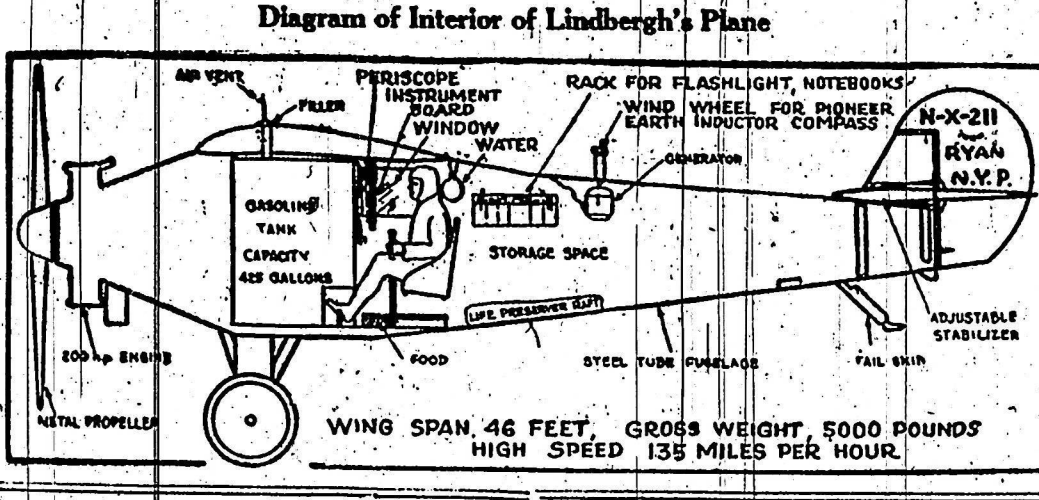 Diagram of Interior of Lindbergh's Plane
AIR VENT
FILLER
PERISCOPE
INSTRUMENT
BOARD
WINDOW
WATER
RACK FOR FLASHLIGHT, NOTEBOOKS
WIND WHEEL FOR PIONEER
EARTH INDUCTOR COMPASS
GENERATOR
N-X-211
RYAN
N.Y.P.
GASOLINE
TANK
CAPACITY
425 GALLONS
STORAGE SPACE
LIFE PRESERVER RAFT
200 h.p ENGINE
FOOD
STEEL TUBE FUSELAGE
TAIL SKID
ADJUSTABLE
STABILIZER
METAL PROPELLER
WING SPAN, 46 FEET, GROSS WEIGHT, 5000 POUNDS
HIGH SPEED 135 MILES PER HOUR